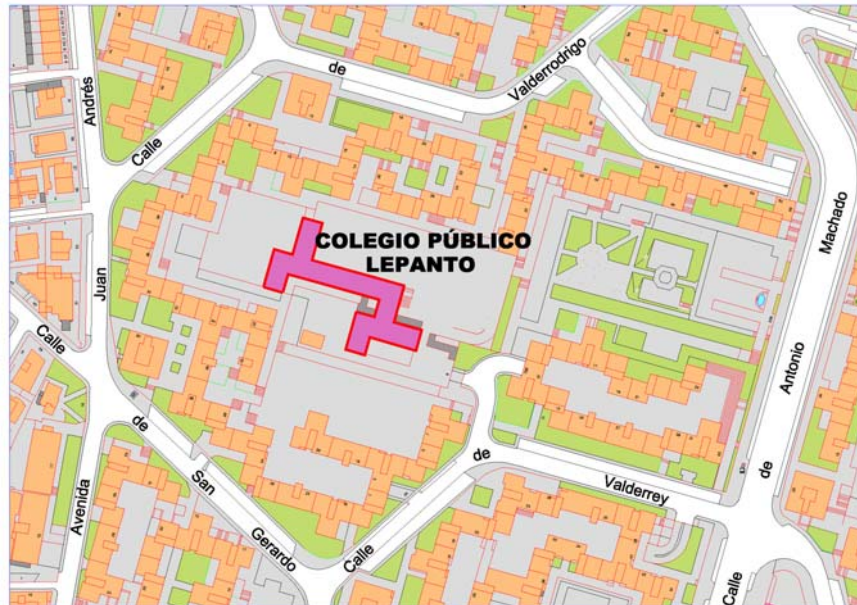 Andrés
Calle
de
Valderrodrigo
Machado
COLEGIO PÚBLICO
LEPANTO
Juan
Calle
Antonio
de
San
Gerardo
Avenida
Calle
de
Valderrey
de
Calle